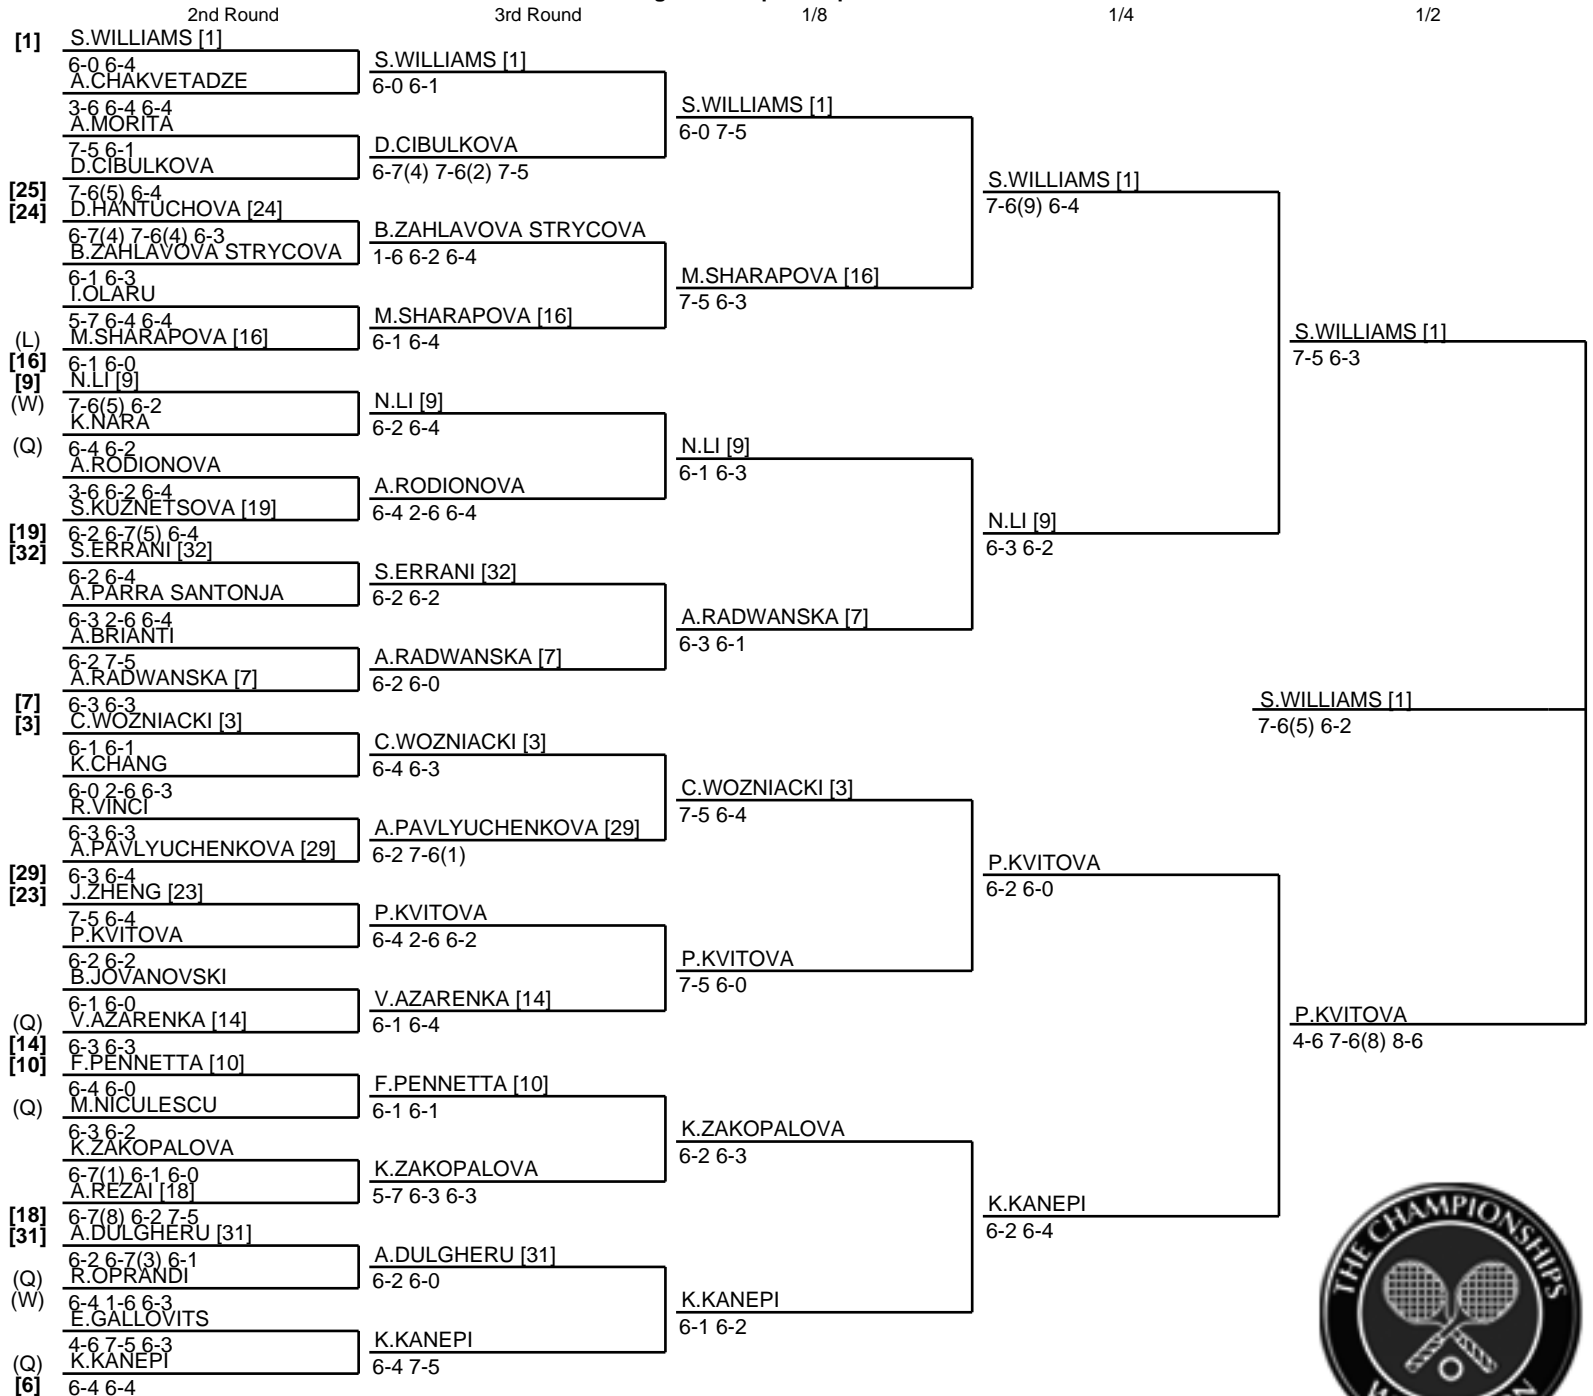 2nd Round 3rd Round 1/8 1/4 1/2
[1] S.WILLIAMS [1]
6-0 6-4
A.CHAKVETADZE
3-6 6-4 6-4
A.MORITA
7-5 6-1
D.CIBULKOVA
[25] 7-6(5) 6-4
[24] D.HANTUCHOVA [24]
6-7(4) 7-6(4) 6-3
B.ZAHLAVOVA STRYCOVA
6-1 6-3
I.OLARU
5-7 6-4 6-4
(L) M.SHARAPOVA [16]
[16] 6-1 6-0
[9] N.LI [9]
(W) 7-6(5) 6-2
K.NARA
(Q) 6-4 6-2
A.RODIONOVA
3-6 6-2 6-4
S.KUZNETSOVA [19]
[19] 6-2 6-7(5) 6-4
[32] S.ERRANI [32]
6-2 6-4
A.PARRA SANTONJA
6-3 2-6 6-4
A.BRIANTI
6-2 7-5
A.RADWANSKA [7]
[7] 6-3 6-3
[3] C.WOZNIACKI [3]
6-1 6-1
K.CHANG
6-0 2-6 6-3
R.VINCI
6-3 6-3
A.PAVLYUCHENKOVA [29]
[29] 6-3 6-4
[23] J.ZHENG [23]
7-5 6-4
P.KVITOVA
6-2 6-2
B.JOVANOVSKI
6-1 6-0
(Q) V.AZARENKA [14]
[14] 6-3 6-3
[10] F.PENNETTA [10]
6-4 6-0
(Q) M.NICULESCU
6-3 6-2
K.ZAKOPALOVA
6-7(1) 6-1 6-0
A.REZAI [18]
[18] 6-7(8) 6-2 7-5
[31] A.DULGHERU [31]
6-2 6-7(3) 6-1
(Q) R.OPRANDI
(W) 6-4 1-6 6-3
E.GALLOVITS
4-6 7-5 6-3
(Q) K.KANEPI
[6] 6-4 6-4
S.WILLIAMS [1]
6-0 6-1
D.CIBULKOVA
6-7(4) 7-6(2) 7-5
B.ZAHLAVOVA STRYCOVA
1-6 6-2 6-4
M.SHARAPOVA [16]
6-1 6-4
N.LI [9]
6-2 6-4
A.RODIONOVA
6-4 2-6 6-4
S.ERRANI [32]
6-2 6-2
A.RADWANSKA [7]
6-2 6-0
C.WOZNIACKI [3]
6-4 6-3
A.PAVLYUCHENKOVA [29]
6-2 7-6(1)
P.KVITOVA
6-4 2-6 6-2
V.AZARENKA [14]
6-1 6-4
F.PENNETTA [10]
6-1 6-1
K.ZAKOPALOVA
5-7 6-3 6-3
A.DULGHERU [31]
6-2 6-0
K.KANEPI
6-4 7-5
S.WILLIAMS [1]
6-0 7-5
M.SHARAPOVA [16]
7-5 6-3
N.LI [9]
6-1 6-3
A.RADWANSKA [7]
6-3 6-1
C.WOZNIACKI [3]
7-5 6-4
P.KVITOVA
7-5 6-0
K.ZAKOPALOVA
6-2 6-3
K.KANEPI
6-1 6-2
S.WILLIAMS [1]
7-6(9) 6-4
N.LI [9]
6-3 6-2
P.KVITOVA
6-2 6-0
K.KANEPI
6-2 6-4
S.WILLIAMS [1]
7-5 6-3
S.WILLIAMS [1]
7-6(5) 6-2
P.KVITOVA
4-6 7-6(8) 8-6
THE CHAMPIONSHIPS